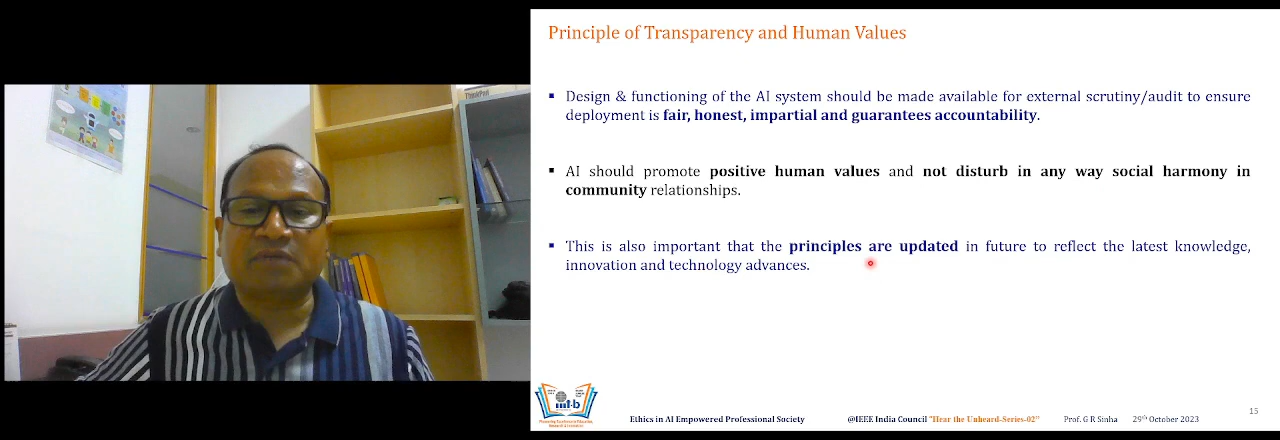 Principle of Transparency and Human Values
▪ Design & functioning of the AI system should be made available for external scrutiny/audit to ensure
deployment is fair, honest, impartial and guarantees accountability.
▪ AI should promote positive human values and not disturb in any way social harmony in
community relationships.
▪ This is also important that the principles are updated in future to reflect the latest knowledge,
innovation and technology advances.
ThinkPen
Ethics in AI Empowered Professional Society @IEEE India Council "Hear the Unheard-Series-02" Prof. G R Sinha 29th October 2023
15